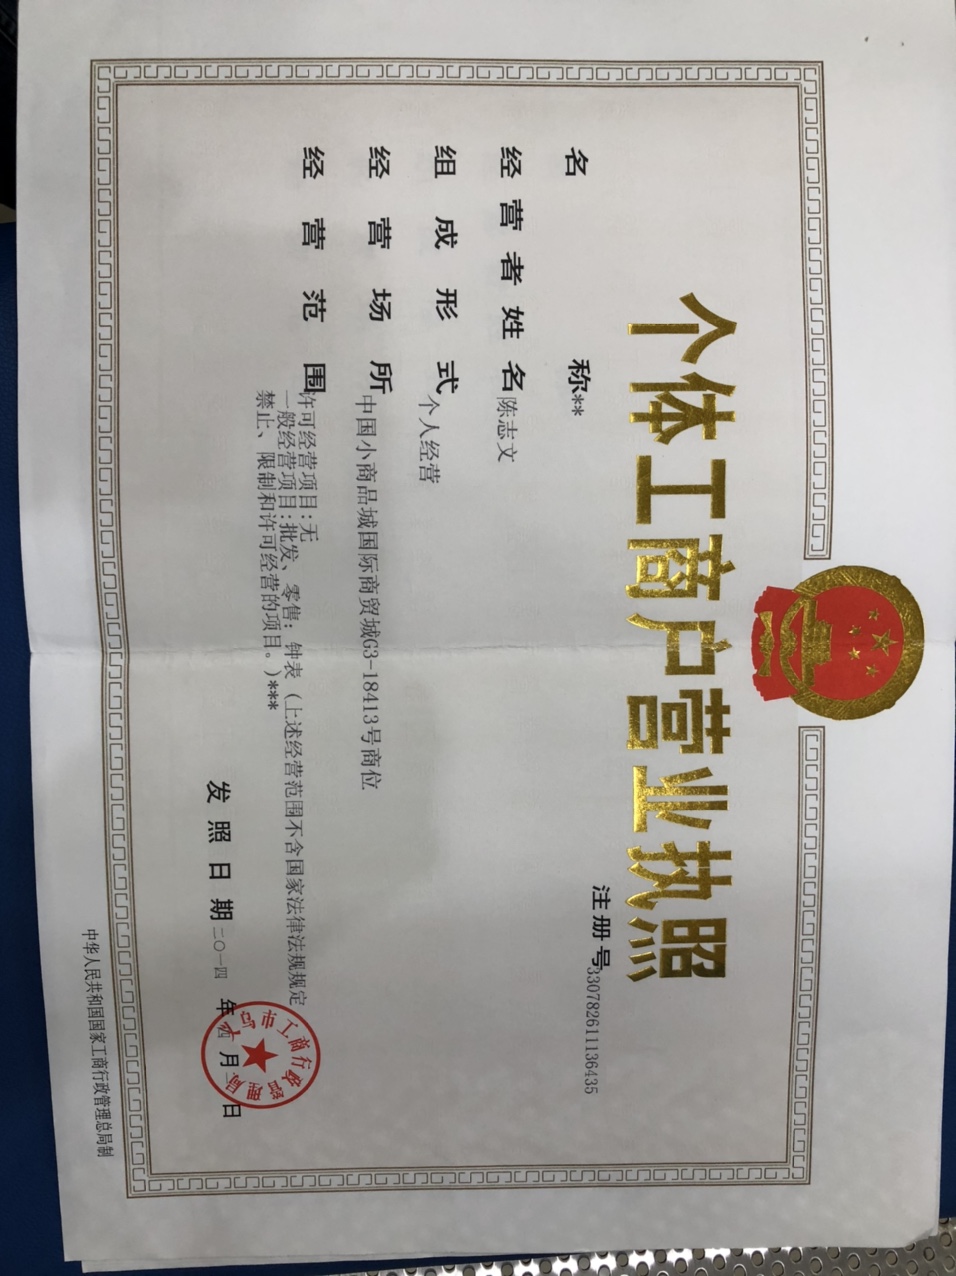 个体工商户营业执照
注册号330782611136435
名称**
经营者姓名陈志文
组成形式个人经营
经营场所中国小商品城国际商贸城G3-18413号商位
经营范围许可经营项目:无
一般经营项目:批发、零售: 钟表 (上述经营范围不含国家法律法规规定
禁止、限制和许可经营的项目。)***
发照日期二〇一四年四月 日
乌市工商行政管理局
中华人民共和国国家工商行政管理总局制